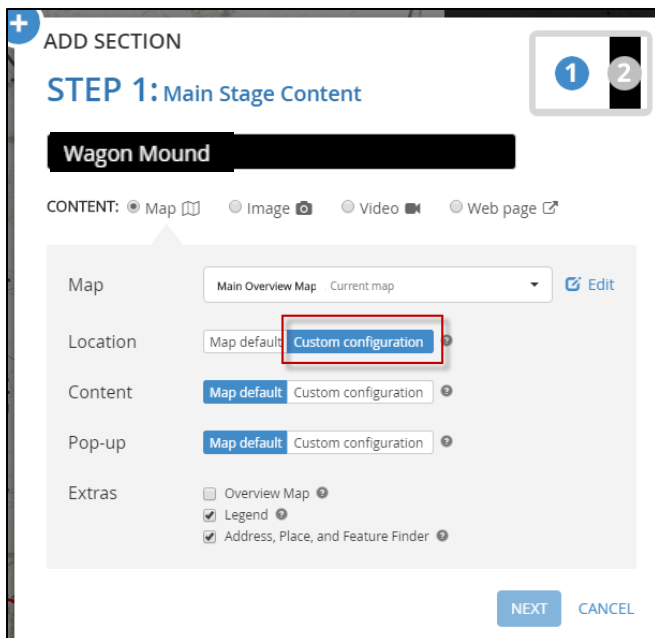 ADD SECTION
STEP 1: Main Stage Content
1 2
Wagon Mound
CONTENT: Map Image Video Web page
Map Main Overview Map Current map Edit
Location Map default Custom configuration ?
Content Map default Custom configuration ?
Pop-up Map default Custom configuration ?
Extras Overview Map ?
Legend ?
Address, Place, and Feature Finder ?
NEXT CANCEL